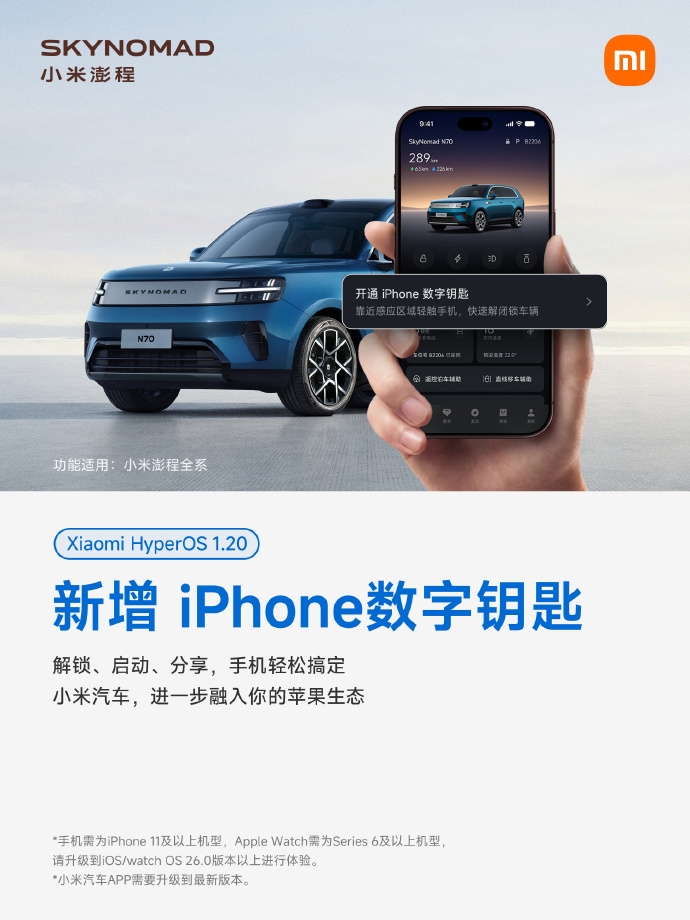 SKYNOMAD
小米澎程
9:41
SkyNomad N70
P B2206
289 km
63km 226km
SKYNOMAD
N70
开通 iPhone 数字钥匙
靠近感应区域轻触手机，快速解闭锁车辆
遥控泊车辅助
直线移车辅助
功能适用：小米澎程全系
Xiaomi HyperOS 1.20
新增 iPhone数字钥匙
解锁、启动、分享，手机轻松搞定
小米汽车，进一步融入你的苹果生态
*手机需为iPhone 11及以上机型，Apple Watch需为Series 6及以上机型，
请升级到iOS/watch OS 26.0版本以上进行体验。
*小米汽车APP需要升级到最新版本。